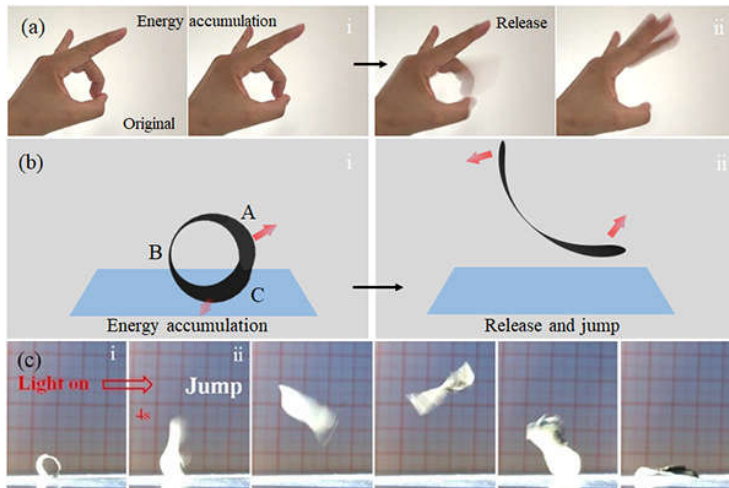 (a)
Energy accumulation
i
Release
ii
Original
(b)
i
ii
A
B
C
Energy accumulation
Release and jump
(c)
i
ii
Light on
Jump
4s